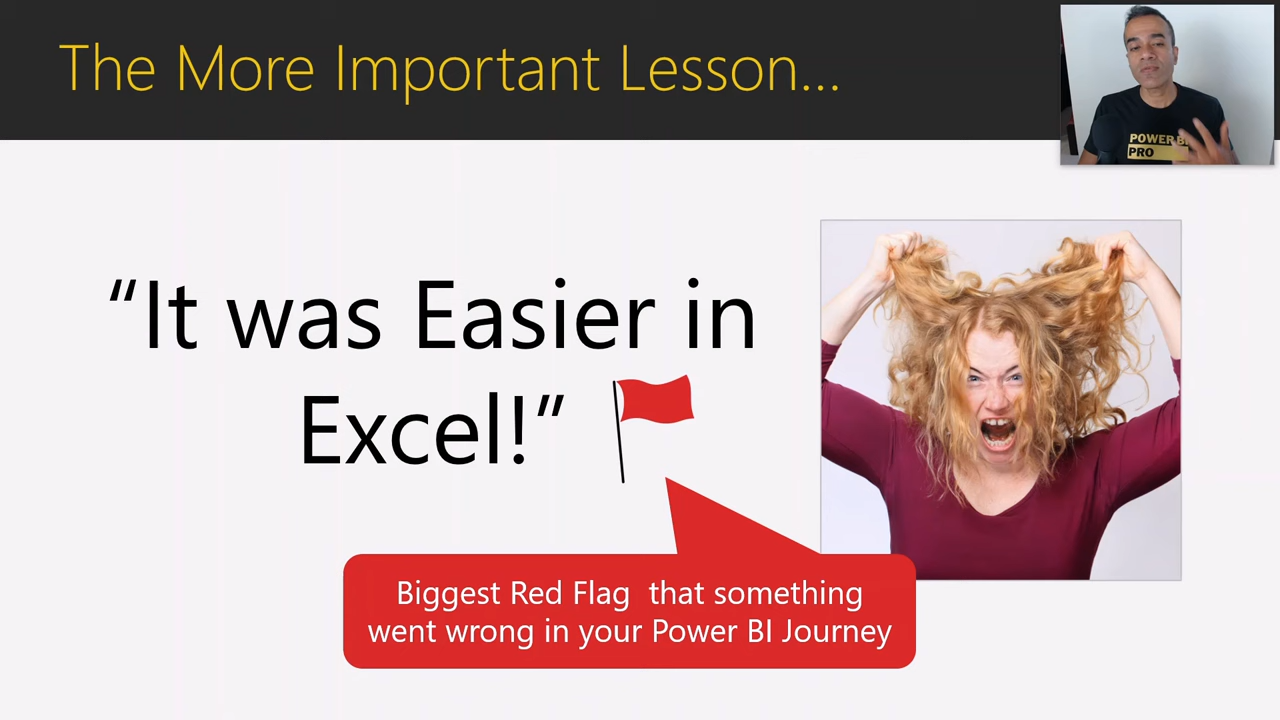 The More Important Lesson...
POWER BI
PRO
“It was Easier in
Excel!”
Biggest Red Flag  that something
went wrong in your Power BI Journey